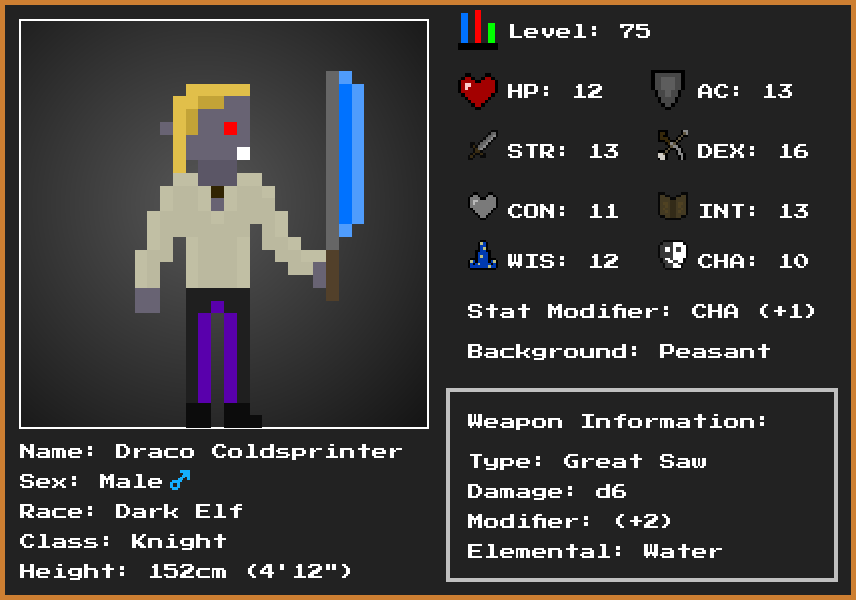 Level: 75
HP: 12
AC: 13
STR: 13
DEX: 16
CON: 11
INT: 13
WIS: 12
CHA: 10
Stat Modifier: CHA (+1)
Background: Peasant
Weapon Information:
Type: Great Saw
Damage: d6
Modifier: (+2)
Elemental: Water
Name: Draco Coldsprinter
Sex: Male ♂
Race: Dark Elf
Class: Knight
Height: 152cm (4'12")